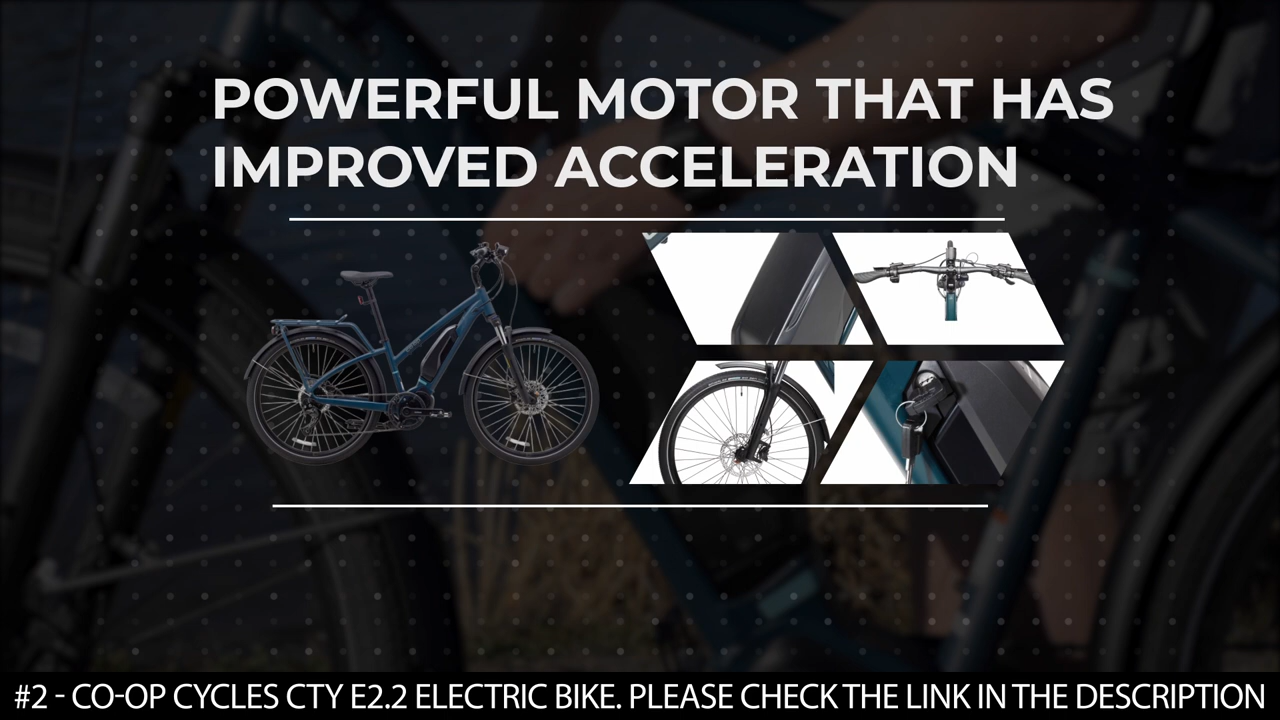 POWERFUL MOTOR THAT HAS
IMPROVED ACCELERATION
#2 - CO-OP CYCLES CTY E2.2 ELECTRIC BIKE. PLEASE CHECK THE LINK IN THE DESCRIPTION